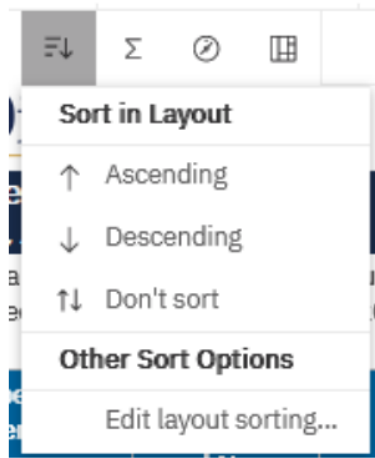 Sort in Layout
Ascending
Descending
Don't sort
Other Sort Options
Edit layout sorting...